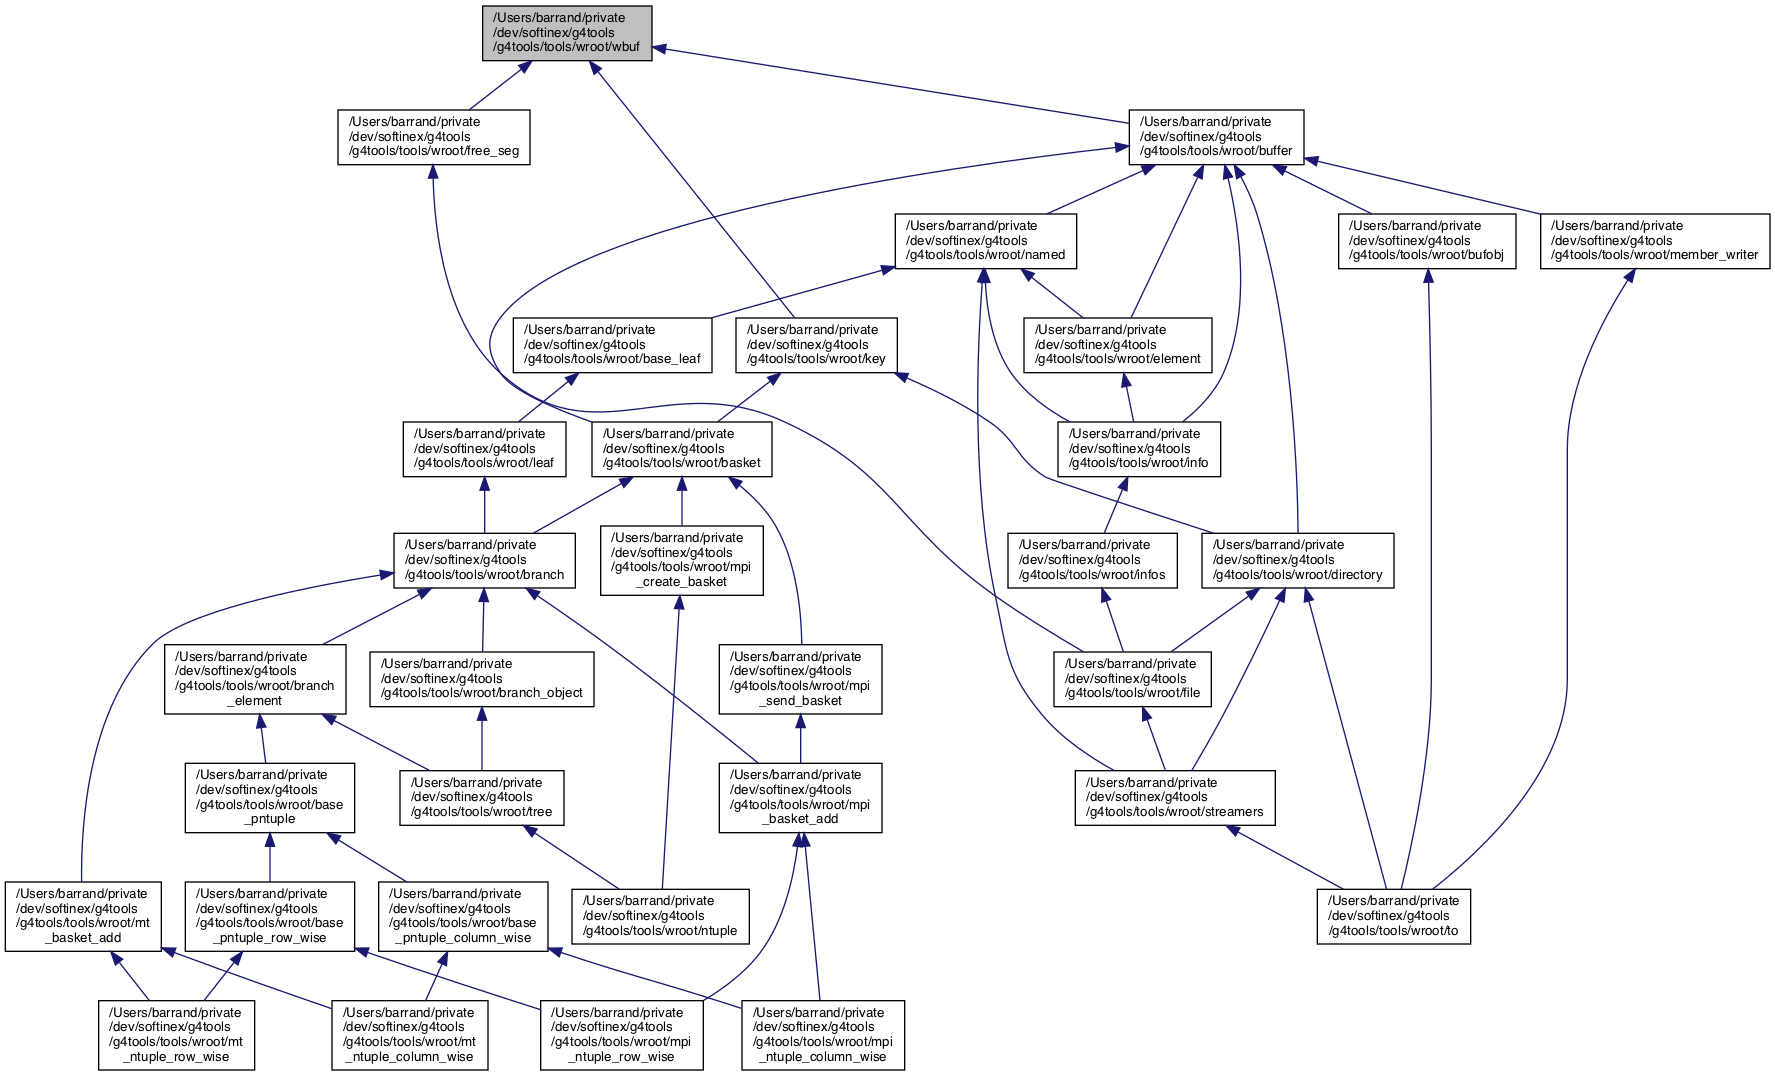 /Users/barrand/private
/dev/softinex/g4tools
/g4tools/tools/wroot/wbuf
/Users/barrand/private
/dev/softinex/g4tools
/g4tools/tools/wroot/free_seg
/Users/barrand/private
/dev/softinex/g4tools
/g4tools/tools/wroot/buffer
/Users/barrand/private
/dev/softinex/g4tools
/g4tools/tools/wroot/named
/Users/barrand/private
/dev/softinex/g4tools
/g4tools/tools/wroot/bufobj
/Users/barrand/private
/dev/softinex/g4tools
/g4tools/tools/wroot/member_writer
/Users/barrand/private
/dev/softinex/g4tools
/g4tools/tools/wroot/base_leaf
/Users/barrand/private
/dev/softinex/g4tools
/g4tools/tools/wroot/key
/Users/barrand/private
/dev/softinex/g4tools
/g4tools/tools/wroot/element
/Users/barrand/private
/dev/softinex/g4tools
/g4tools/tools/wroot/leaf
/Users/barrand/private
/dev/softinex/g4tools
/g4tools/tools/wroot/basket
/Users/barrand/private
/dev/softinex/g4tools
/g4tools/tools/wroot/info
/Users/barrand/private
/dev/softinex/g4tools
/g4tools/tools/wroot/branch
/Users/barrand/private
/dev/softinex/g4tools
/g4tools/tools/wroot/mpi
_create_basket
/Users/barrand/private
/dev/softinex/g4tools
/g4tools/tools/wroot/infos
/Users/barrand/private
/dev/softinex/g4tools
/g4tools/tools/wroot/directory
/Users/barrand/private
/dev/softinex/g4tools
/g4tools/tools/wroot/branch
_element
/Users/barrand/private
/dev/softinex/g4tools
/g4tools/tools/wroot/branch_object
/Users/barrand/private
/dev/softinex/g4tools
/g4tools/tools/wroot/mpi
_send_basket
/Users/barrand/private
/dev/softinex/g4tools
/g4tools/tools/wroot/file
/Users/barrand/private
/dev/softinex/g4tools
/g4tools/tools/wroot/base
_pntuple
/Users/barrand/private
/dev/softinex/g4tools
/g4tools/tools/wroot/tree
/Users/barrand/private
/dev/softinex/g4tools
/g4tools/tools/wroot/mpi
_basket_add
/Users/barrand/private
/dev/softinex/g4tools
/g4tools/tools/wroot/streamers
/Users/barrand/private
/dev/softinex/g4tools
/g4tools/tools/wroot/mt
_basket_add
/Users/barrand/private
/dev/softinex/g4tools
/g4tools/tools/wroot/base
_pntuple_row_wise
/Users/barrand/private
/dev/softinex/g4tools
/g4tools/tools/wroot/base
_pntuple_column_wise
/Users/barrand/private
/dev/softinex/g4tools
/g4tools/tools/wroot/ntuple
/Users/barrand/private
/dev/softinex/g4tools
/g4tools/tools/wroot/to
/Users/barrand/private
/dev/softinex/g4tools
/g4tools/tools/wroot/mt
_ntuple_row_wise
/Users/barrand/private
/dev/softinex/g4tools
/g4tools/tools/wroot/mt
_ntuple_column_wise
/Users/barrand/private
/dev/softinex/g4tools
/g4tools/tools/wroot/mpi
_ntuple_row_wise
/Users/barrand/private
/dev/softinex/g4tools
/g4tools/tools/wroot/mpi
_ntuple_column_wise